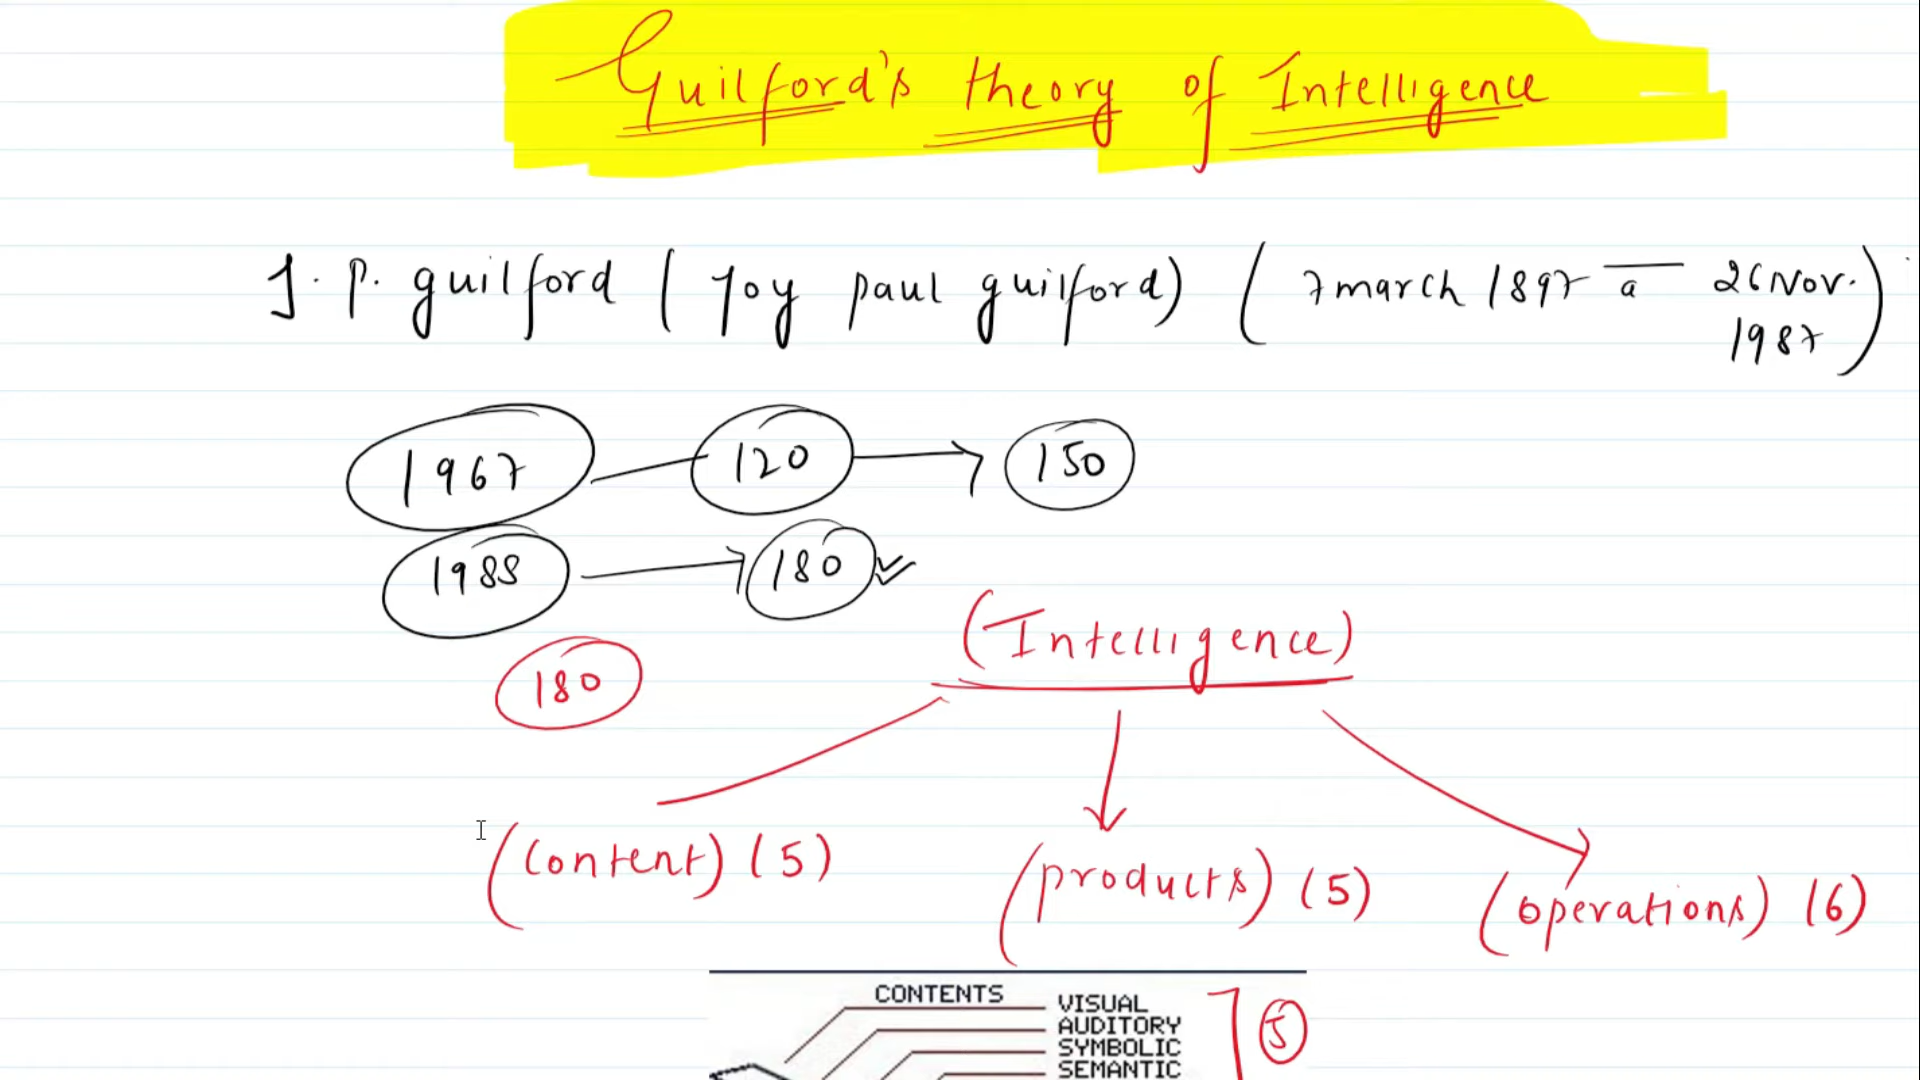 Guilford's theory of Intelligence
J. P. guilford ( Joy paul guilford) ( 7 march 1897 — a 26 Nov.
1987 )
1967 120 150
1988 180
180 (Intelligence)
(content) (5) (products) (5) (operations) (6)
CONTENTS VISUAL 5
AUDITORY
SYMBOLIC
SEMANTIC